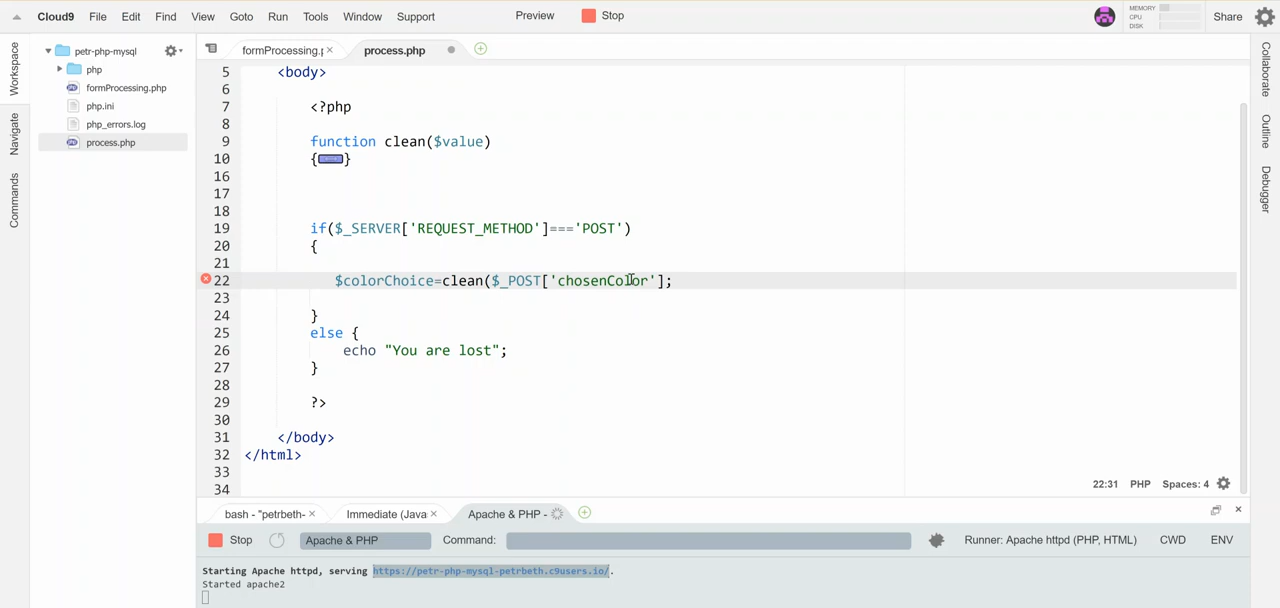 Cloud9 File Edit Find View Goto Run Tools Window Support Preview Stop MEMORY CPU DISK Share
Workspace
Navigate
Commands
petr-php-mysql
php
formProcessing.php
php.ini
php_errors.log
process.php
formProcessing.p process.php
5 <body>
6
7 <?php
8
9 function clean($value)
10 {}
16
17
18
19 if($_SERVER['REQUEST_METHOD']==='POST')
20 {
21
22 $colorChoice=clean($_POST['chosenColor'];
23
24 }
25 else {
26 echo "You are lost";
27 }
28
29 ?>
30
31 </body>
32 </html>
33
34
22:31 PHP Spaces: 4
Collaborate
Outline
Debugger
bash - "petrbeth- Immediate (Java Apache & PHP -
Stop Apache & PHP Command: Runner: Apache httpd (PHP, HTML) CWD ENV
Starting Apache httpd, serving https://petr-php-mysql-petrbeth.c9users.io/.
Started apache2